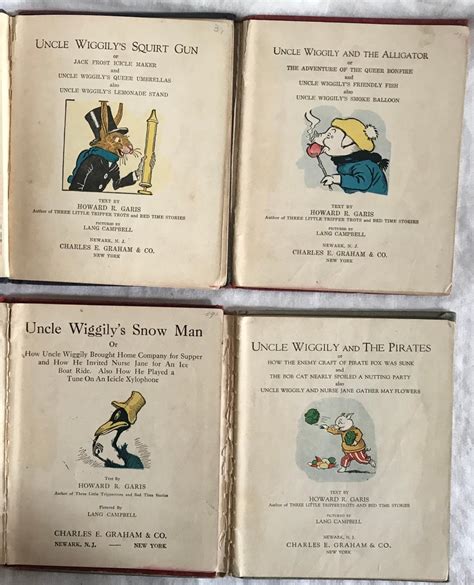 UNCLE WIGGILY'S SQUIRT GUN
or
JACK FROST ICICLE MAKER
and
UNCLE WIGGILY'S QUEER UMBRELLAS
also
UNCLE WIGGILY'S LEMONADE STAND
TEXT BY
HOWARD R. GARIS
Author of THREE LITTLE TRIPPER TROTS and BED TIME STORIES
PICTURED BY
LANG CAMPBELL
NEWARK, N. J.
CHARLES E. GRAHAM & CO.
NEW YORK
UNCLE WIGGILY AND THE ALLIGATOR
or
THE ADVENTURE OF THE QUEER BONFIRE
and
UNCLE WIGGILY'S FRIENDLY FISH
also
UNCLE WIGGILY'S SMOKE BALLOON
TEXT BY
HOWARD R. GARIS
Author of THREE LITTLE TRIPPER TROTS and BED TIME STORIES
PICTURED BY
LANG CAMPBELL
NEWARK, N. J.
CHARLES E. GRAHAM & CO.
NEW YORK
Uncle Wiggily's Snow Man
Or
How Uncle Wiggily Brought Home Company for Supper
and How He Invited Nurse Jane for An Ice
Boat Ride. Also How He Played a
Tune On An Icicle Xylophone
Text By
HOWARD R. GARIS
Author of Three Little Trippertrots and Bed Time Stories
Pictured By
LANG CAMPBELL
CHARLES E. GRAHAM & CO.
NEWARK, N. J. — NEW YORK
UNCLE WIGGILY AND THE PIRATES
or
HOW THE ENEMY CRAFT OF PIRATE FOX WAS SUNK
and
THE BOB CAT NEARLY SPOILED A NUTTING PARTY
also
UNCLE WIGGILY AND NURSE JANE GATHER MAY FLOWERS
TEXT BY
HOWARD R. GARIS
Author of THREE LITTLE TRIPPERTROTS AND BED TIME STORIES
PICTURED BY
LANG CAMPBELL
NEWARK, N. J.
CHARLES E. GRAHAM & CO.
NEW YORK